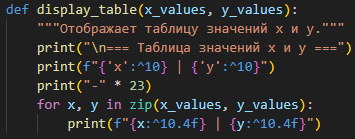 def display_table(x_values, y_values):
    """Отображает таблицу значений x и y."""
    print("\n=== Таблица значений x и y ===")
    print(f"{'x':^10} | {'y':^10}")
    print("-" * 23)
    for x, y in zip(x_values, y_values):
        print(f"{x:^10.4f} | {y:^10.4f}")